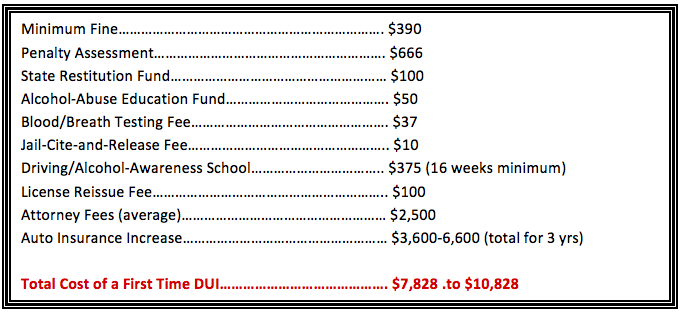 Minimum Fine……………………………………………………………. $390
Penalty Assessment……………………………………………………. $666
State Restitution Fund………………………………………………… $100
Alcohol-Abuse Education Fund……………………………………. $50
Blood/Breath Testing Fee……………………………………………. $37
Jail-Cite-and-Release Fee……………………………………………. $10
Driving/Alcohol-Awareness School…………………………….. $375 (16 weeks minimum)
License Reissue Fee…………………………………………………….. $100
Attorney Fees (average)……………………………………………… $2,500
Auto Insurance Increase……………………………………………… $3,600-6,600 (total for 3 yrs)
Total Cost of a First Time DUI……………………………………. $7,828 .to $10,828